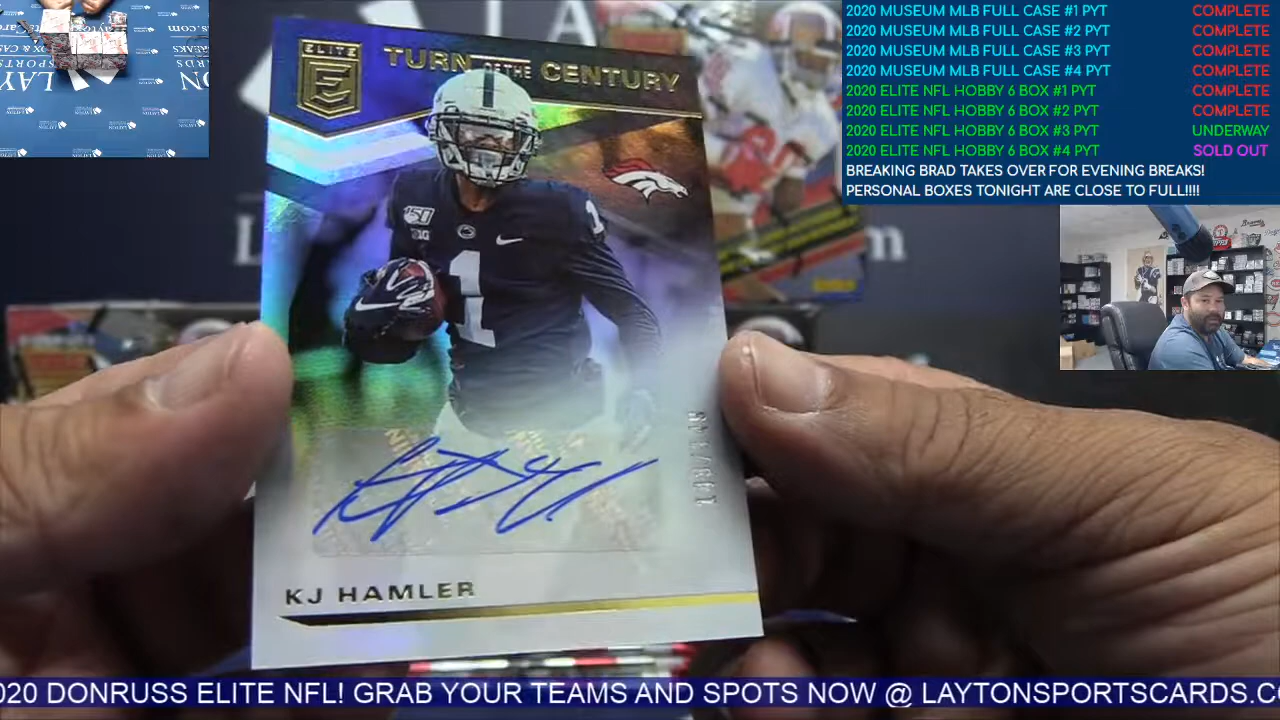 2020 MUSEUM MLB FULL CASE #1 PYT COMPLETE
2020 MUSEUM MLB FULL CASE #2 PYT COMPLETE
2020 MUSEUM MLB FULL CASE #3 PYT COMPLETE
2020 MUSEUM MLB FULL CASE #4 PYT COMPLETE
2020 ELITE NFL HOBBY 6 BOX #1 PYT COMPLETE
2020 ELITE NFL HOBBY 6 BOX #2 PYT COMPLETE
2020 ELITE NFL HOBBY 6 BOX #3 PYT UNDERWAY
2020 ELITE NFL HOBBY 6 BOX #4 PYT SOLD OUT
BREAKING BRAD TAKES OVER FOR EVENING BREAKS!
PERSONAL BOXES TONIGHT ARE CLOSE TO FULL!!!!
ELITE
TURN OF THE CENTURY
150
B1G
1
1
KJ HAMLER
020 DONRUSS ELITE NFL! GRAB YOUR TEAMS AND SPOTS NOW @ LAYTONSPORTSCARDS.C